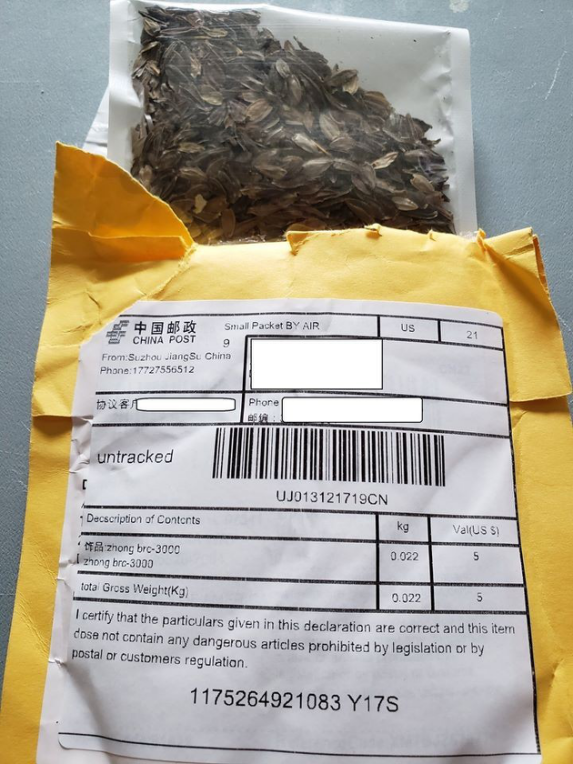 中国邮政
CHINA POST
Small Packet BY AIR
US
21
9
From:Suzhou JiangSu China
Phone:17727556512
协议客户
Phone
邮编:
untracked
UJ013121719CN
Decscription of Contents
kg
Val(US $)
饰品:zhong brc-3000
zhong brc-3000
0.022
5
total Gross Weight(Kg)
0.022
5
I certify that the particulars given in this declaration are correct and this item
dose not contain any dangerous articles prohibited by legislation or by
postal or customers regulation.
1175264921083 Y17S